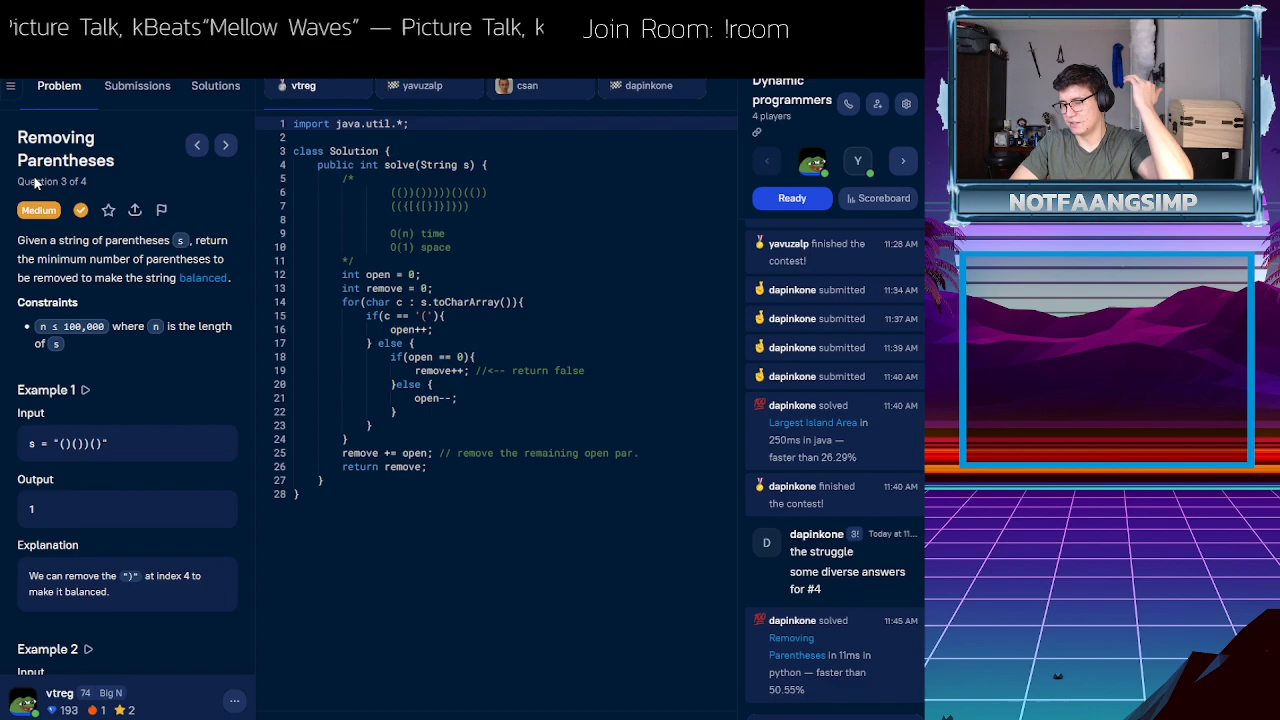 icture Talk, kBeats "Mellow Waves" — Picture Talk, k
Join Room: !room
Problem
Submissions
Solutions
vtreg
yavuzalp
csan
dapinkone
Removing
Parentheses
Question 3 of 4
Medium
Given a string of parentheses s, return
the minimum number of parentheses to
be removed to make the string balanced.
Constraints
n ≤ 100,000 where n is the length
of s
Example 1
Input
s = "()())()"
Output
1
Explanation
We can remove the ")" at index 4 to
make it balanced.
Example 2
Input
vtreg 74 Big N
193 1 2
1 import java.util.*;
2
3 class Solution {
4 public int solve(String s) {
5 /*
6 (())())))()(())
7 ((([{[}]}]}))
8
9 O(n) time
10 O(1) space
11 */
12 int open = 0;
13 int remove = 0;
14 for(char c : s.toCharArray()){
15 if(c == '('){
16 open++;
17 } else {
18 if(open == 0){
19 remove++; //<-- return false
20 }else {
21 open--;
22 }
23 }
24 }
25 remove += open; // remove the remaining open par.
26 return remove;
27 }
28 }
Dynamic
programmers
4 players
Y
Ready
Scoreboard
yavuzalp finished the
contest!
11:28 AM
dapinkone submitted 11:34 AM
dapinkone submitted 11:37 AM
dapinkone submitted 11:39 AM
dapinkone submitted 11:40 AM
dapinkone solved 11:40 AM
Largest Island Area in
250ms in java —
faster than 26.29%
dapinkone finished 11:40 AM
the contest!
D
dapinkone 3! Today at 11...
the struggle
some diverse answers
for #4
dapinkone solved 11:45 AM
Removing
Parentheses in 11ms in
python — faster than
50.55%
NOTFAANGSIMP